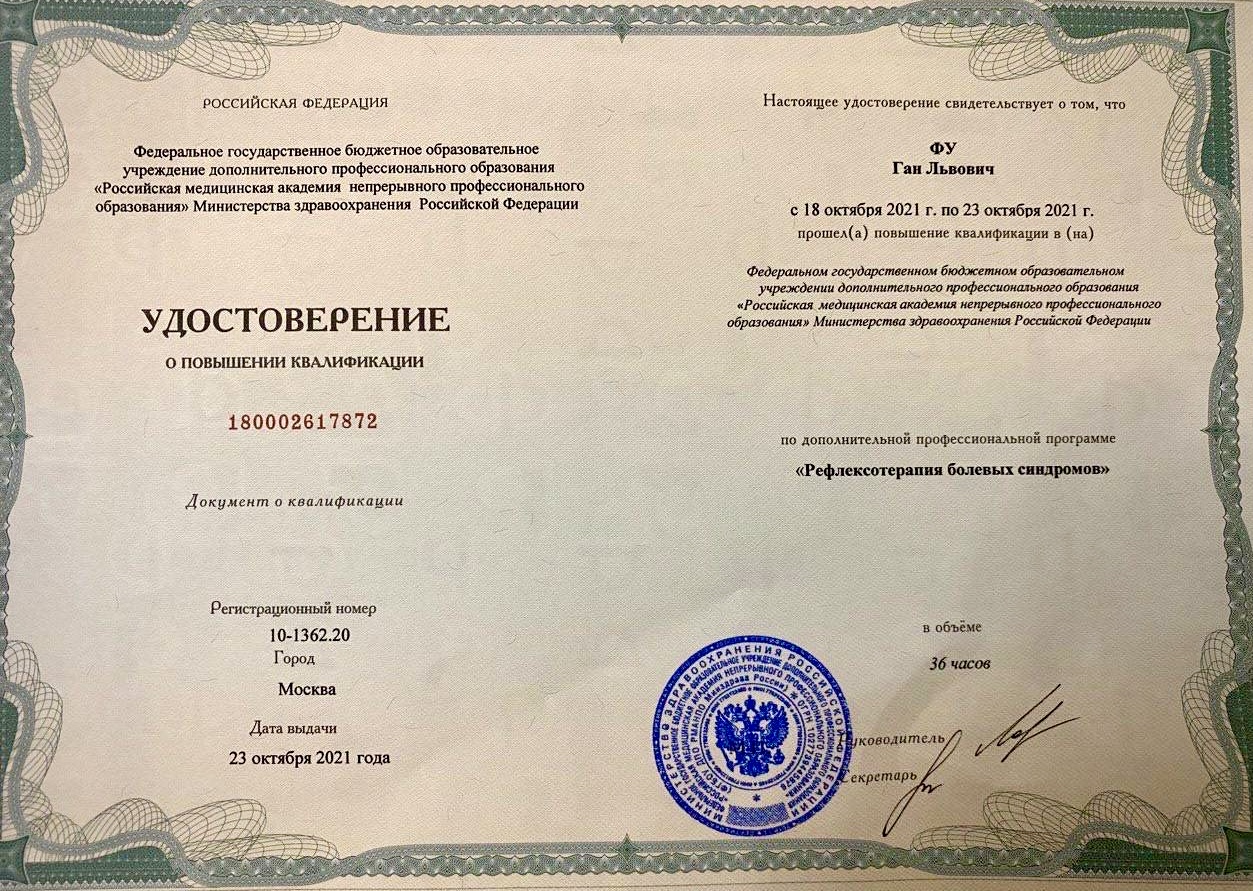 РОССИЙСКАЯ ФЕДЕРАЦИЯ
Федеральное государственное бюджетное образовательное
учреждение дополнительного профессионального образования
«Российская медицинская академия непрерывного профессионального
образования» Министерства здравоохранения Российской Федерации
УДОСТОВЕРЕНИЕ
О ПОВЫШЕНИИ КВАЛИФИКАЦИИ
180002617872
Документ о квалификации
Регистрационный номер
10-1362.20
Город
Москва
Дата выдачи
23 октября 2021 года
Настоящее удостоверение свидетельствует о том, что
ФУ
Ган Львович
с 18 октября 2021 г. по 23 октября 2021 г.
прошел(а) повышение квалификации в (на)
Федеральном государственном бюджетном образовательном
учреждении дополнительного профессионального образования
«Российская медицинская академия непрерывного профессионального
образования» Министерства здравоохранения Российской Федерации
по дополнительной профессиональной программе
«Рефлексотерапия болевых синдромов»
в объёме
36 часов
Руководитель
Секретарь
МИНИСТЕРСТВО ЗДРАВООХРАНЕНИЯ РОССИЙСКОЙ ФЕДЕРАЦИИ